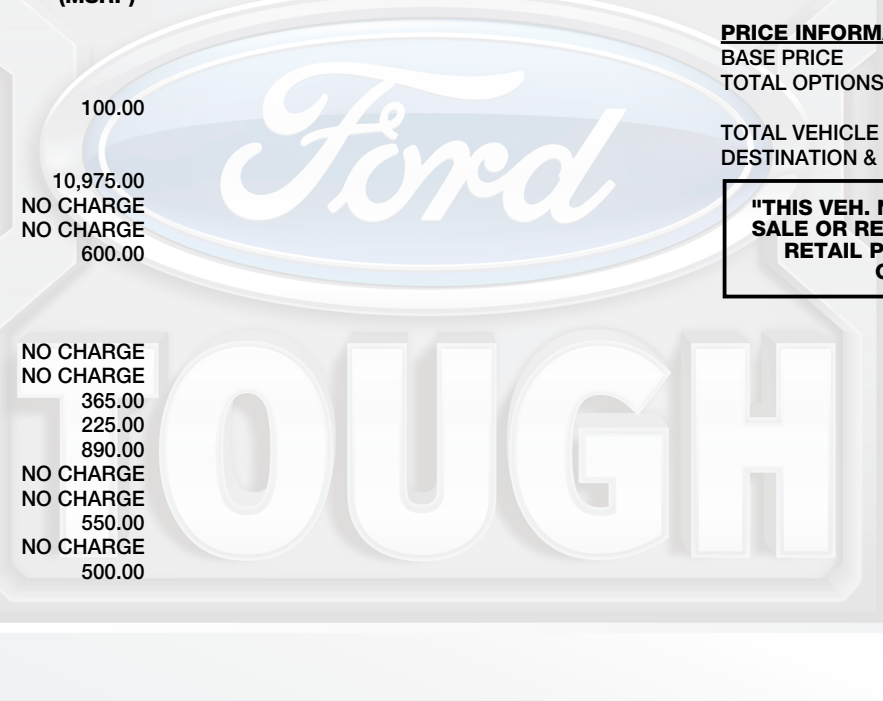 (MSRP)
100.00
10,975.00
NO CHARGE
NO CHARGE
600.00
NO CHARGE
NO CHARGE
365.00
225.00
890.00
NO CHARGE
NO CHARGE
550.00
NO CHARGE
500.00
PRICE INFORMA
BASE PRICE
TOTAL OPTIONS
TOTAL VEHICLE
DESTINATION &
"THIS VEH. N
SALE OR RE
RETAIL P
Ford
TOUGH